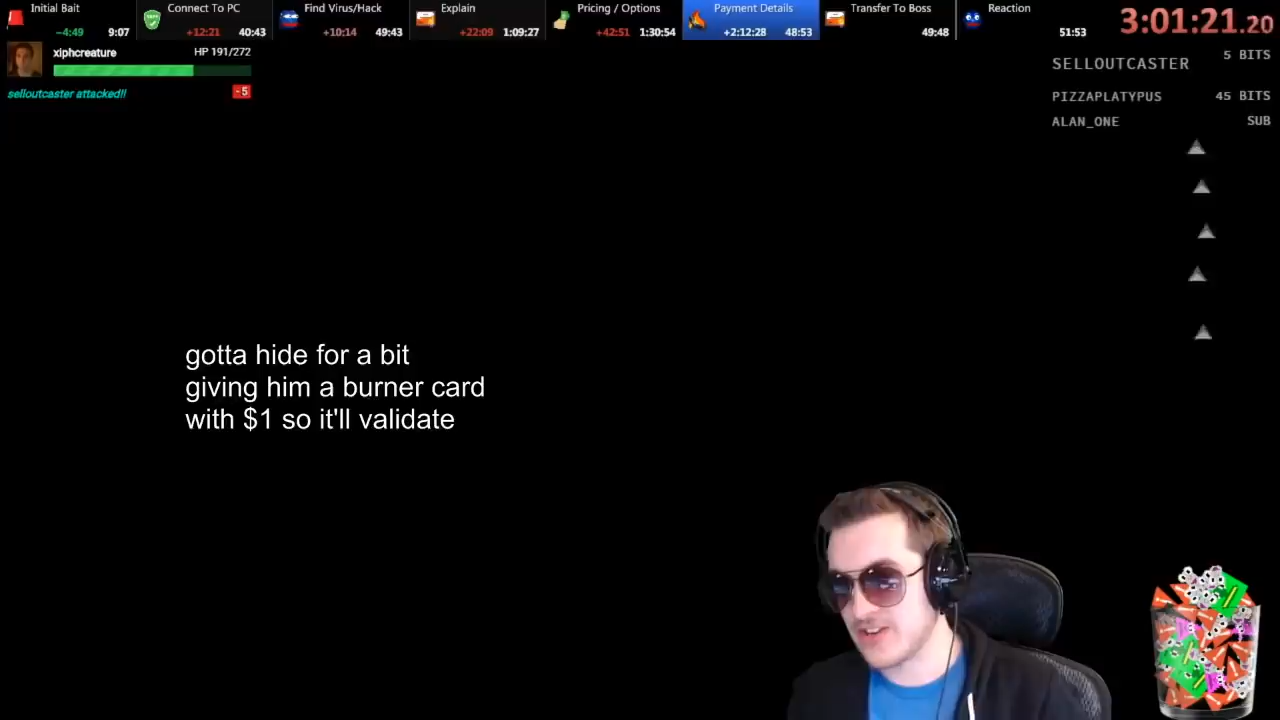 Initial Bait
-4:49 9:07
Connect To PC
+12:21 40:43
Find Virus/Hack
+10:14 49:43
Explain
+22:09 1:09:27
Pricing / Options
+42:51 1:30:54
Payment Details
+2:12:28 48:53
Transfer To Boss
49:48
Reaction
51:53
3:01:21.20
xiphcreature HP 191/272
selloutcaster attacked!! -5
SELLOUTCASTER 5 BITS
PIZZAPLATYPUS 45 BITS
ALAN_ONE SUB
gotta hide for a bit
giving him a burner card
with $1 so it'll validate